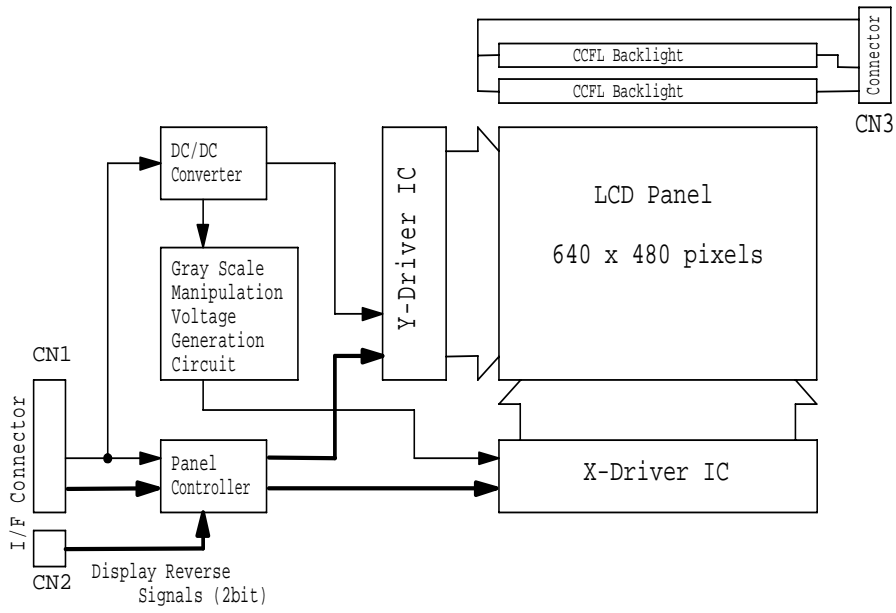 CCFL Backlight
CCFL Backlight
Connector
CN3
DC/DC
Converter
Gray Scale
Manipulation
Voltage
Generation
Circuit
Y-Driver IC
LCD Panel
640 x 480 pixels
CN1
I/F Connector
Panel
Controller
X-Driver IC
CN2
Display Reverse
Signals (2bit)